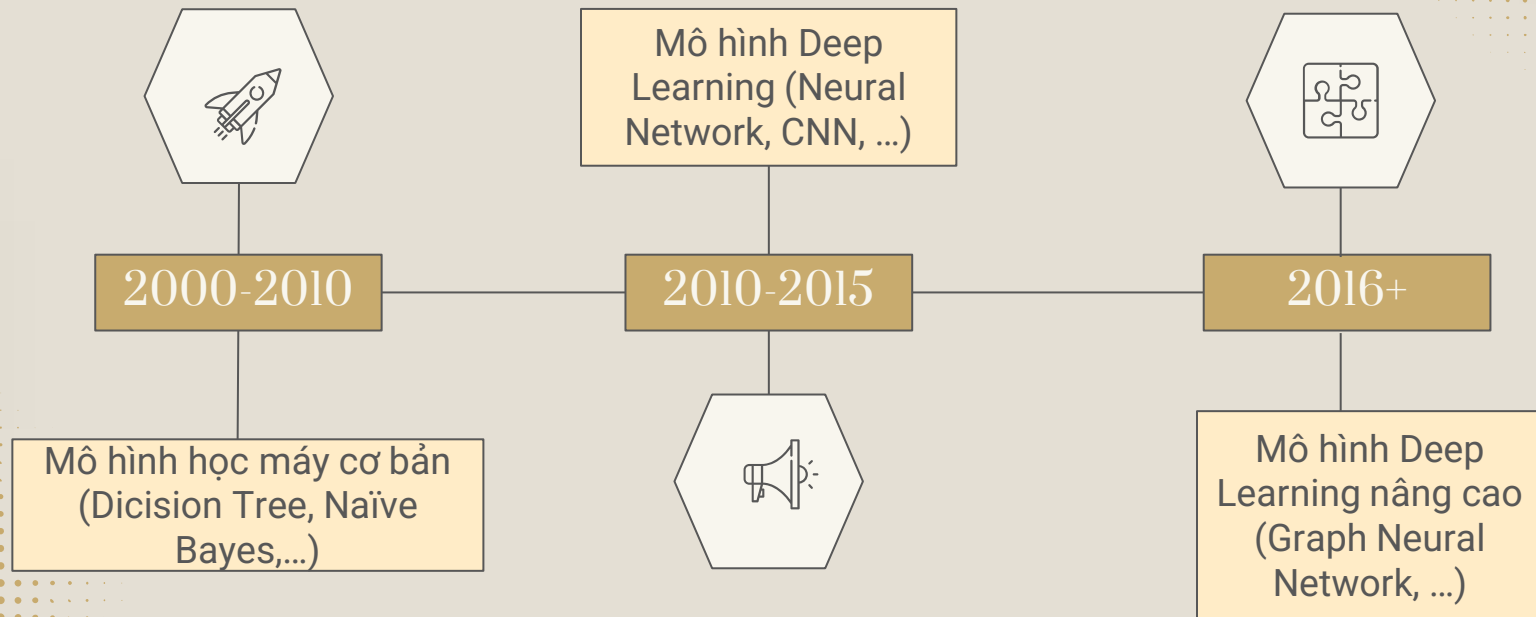 Mô hình Deep
Learning (Neural
Network, CNN, ...)
2000-2010
2010-2015
2016+
Mô hình học máy cơ bản
(Dicision Tree, Naïve
Bayes,...)
Mô hình Deep
Learning nâng cao
(Graph Neural
Network, ...)